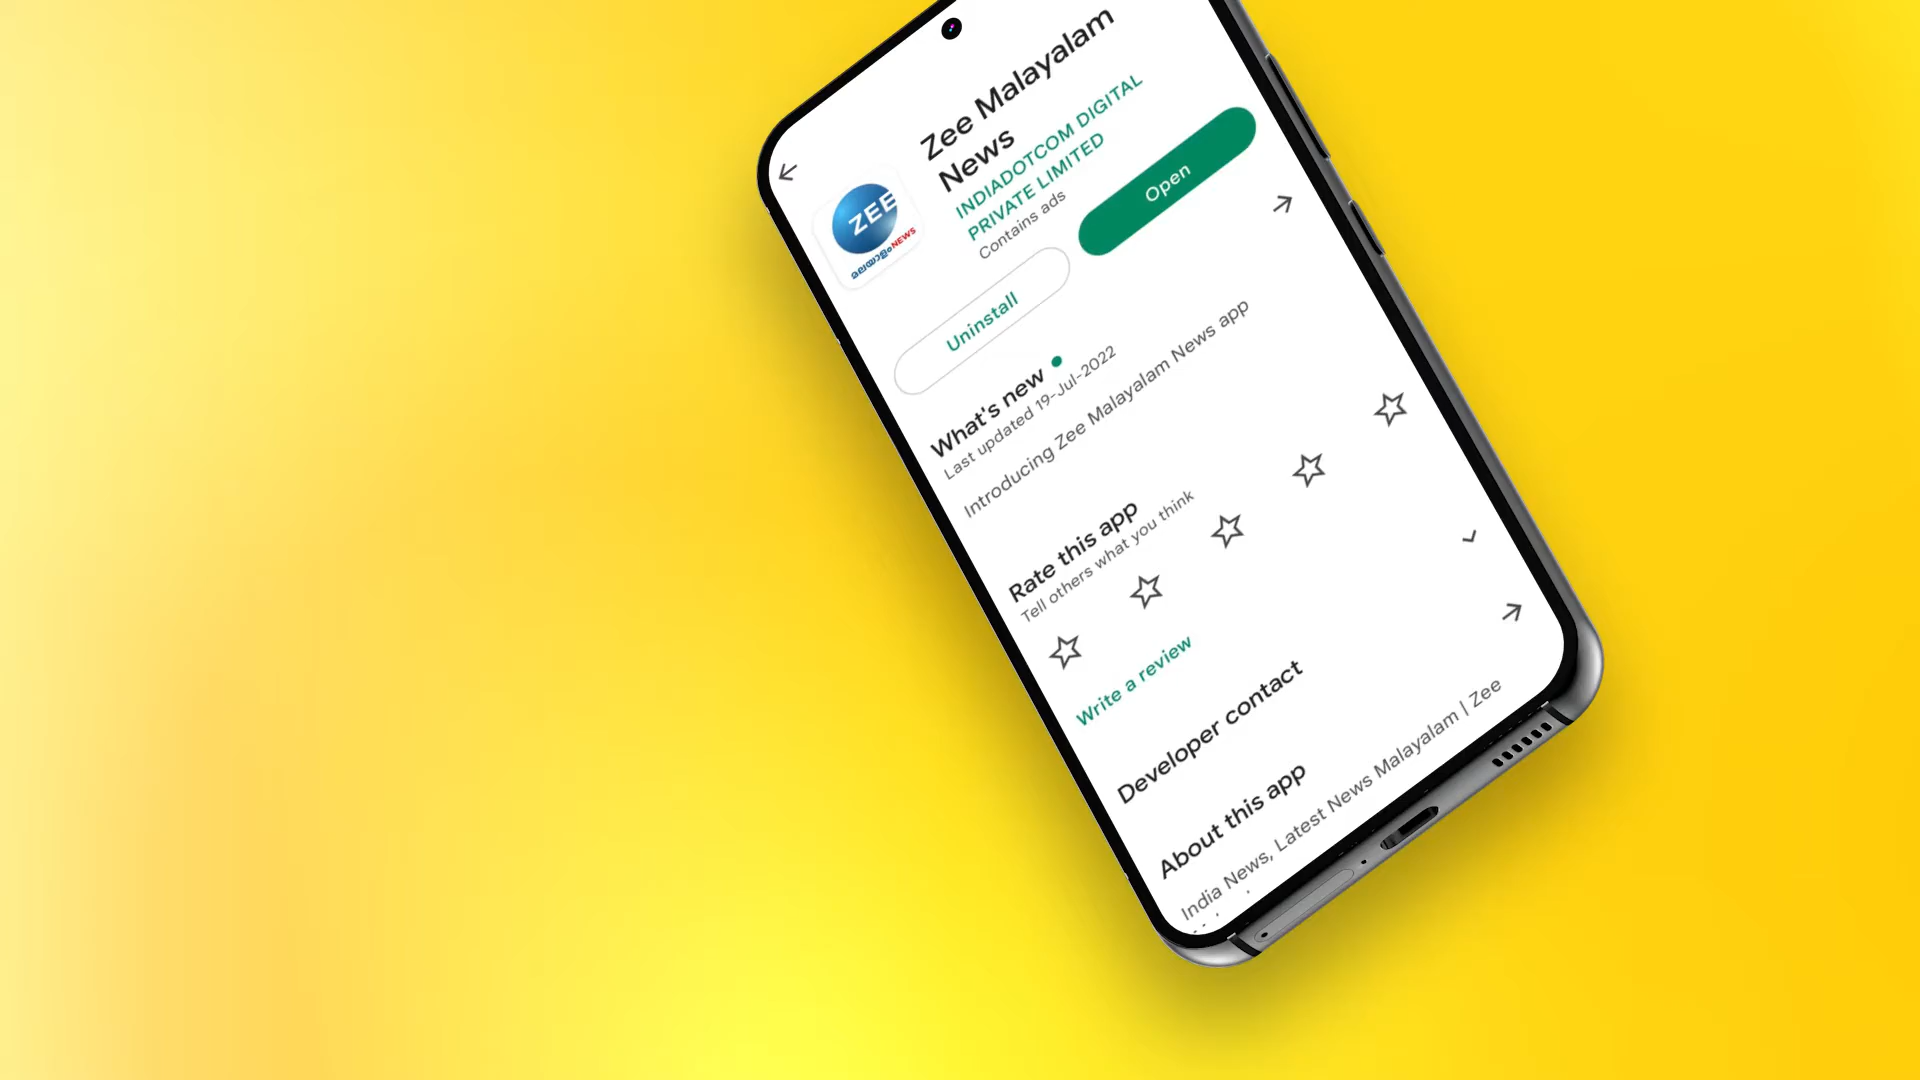 Zee Malayalam
News
INDIADOTCOM DIGITAL
PRIVATE LIMITED
Contains ads
ZEE
മലയാളം NEWS
Uninstall
Open
What's new
Last updated 19-Jul-2022
Introducing Zee Malayalam News app
Rate this app
Tell others what you think
Write a review
Developer contact
About this app
India News, Latest News Malayalam | Zee